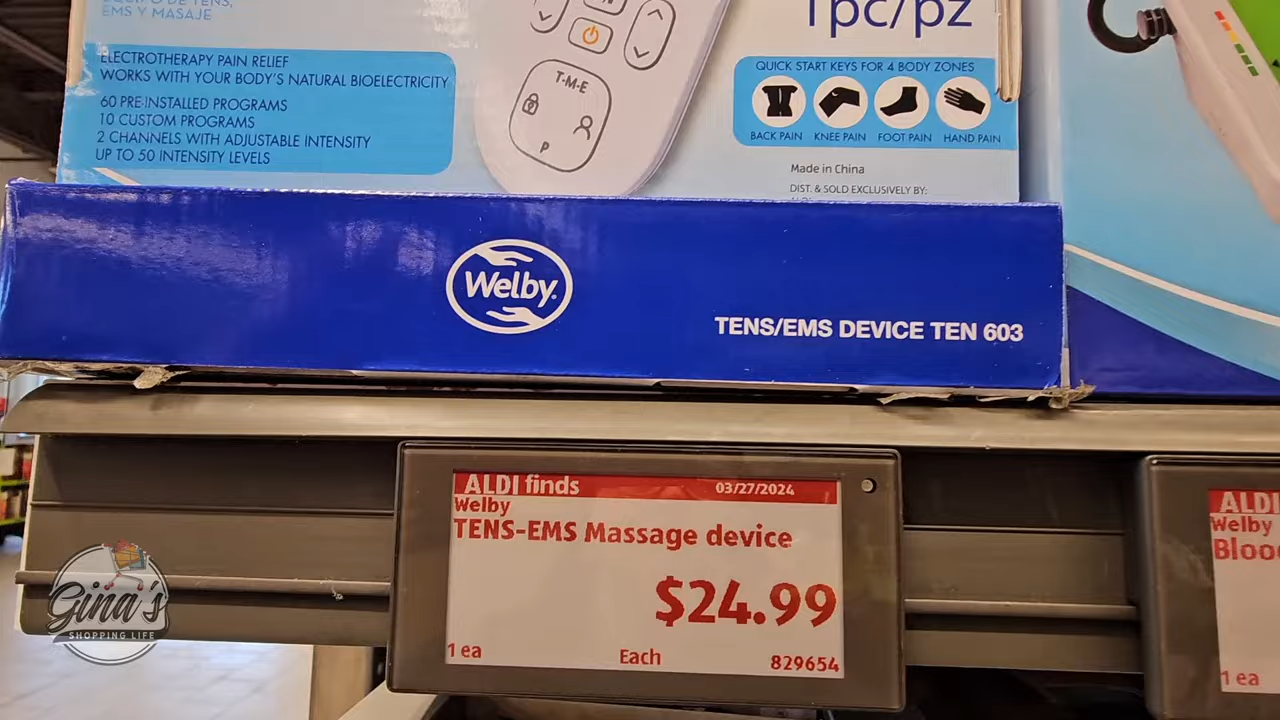 EQUIPO DE TENS,
EMS Y MASAJE
ELECTROTHERAPY PAIN RELIEF
WORKS WITH YOUR BODY'S NATURAL BIOELECTRICITY
60 PRE-INSTALLED PROGRAMS
10 CUSTOM PROGRAMS
2 CHANNELS WITH ADJUSTABLE INTENSITY
UP TO 50 INTENSITY LEVELS
T-M-E
P
1pc/pz
QUICK START KEYS FOR 4 BODY ZONES
BACK PAIN KNEE PAIN FOOT PAIN HAND PAIN
Made in China
DIST. & SOLD EXCLUSIVELY BY:
Welby
TENS/EMS DEVICE TEN 603
ALDI finds 03/27/2024
Welby
TENS-EMS Massage device
$24.99
1 ea Each 829654
ALDI
Welby
1 ea
Gina's
SHOPPING LIFE